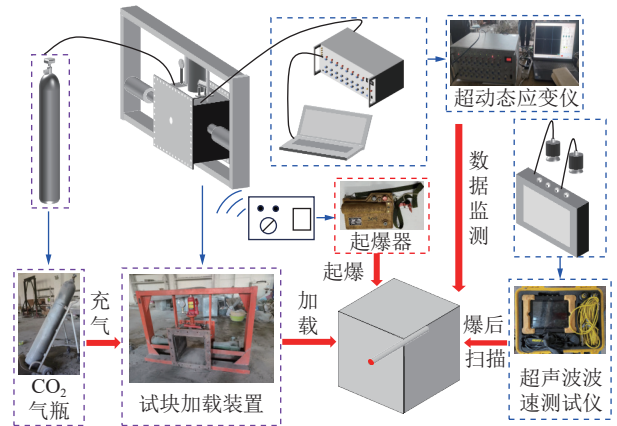 超动态应变仪
数据监测
起爆器
起爆
充气
加载
爆后
扫描
CO₂
气瓶
试块加载装置
超声波波
速测试仪